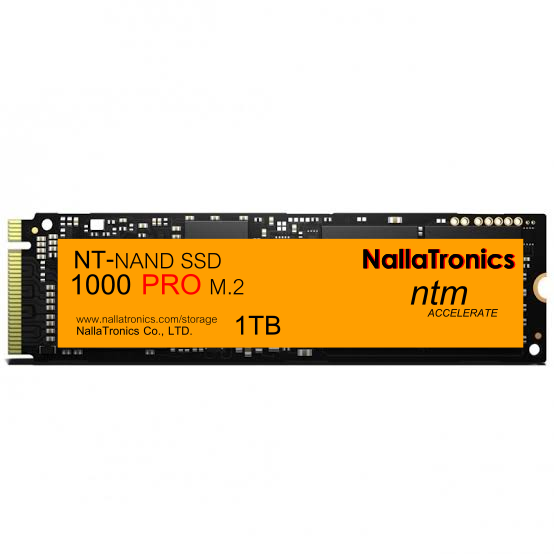 NT-NAND SSD
1000 PRO M.2
www.nallatronics.com/storage
NallaTronics Co., LTD.
1TB
NallaTronics
ntm
ACCELERATE